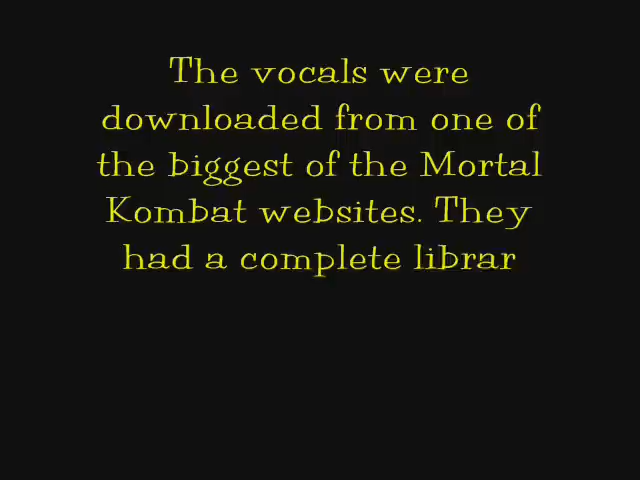 The vocals were
downloaded from one of
the biggest of the Mortal
Kombat websites. They
had a complete librar